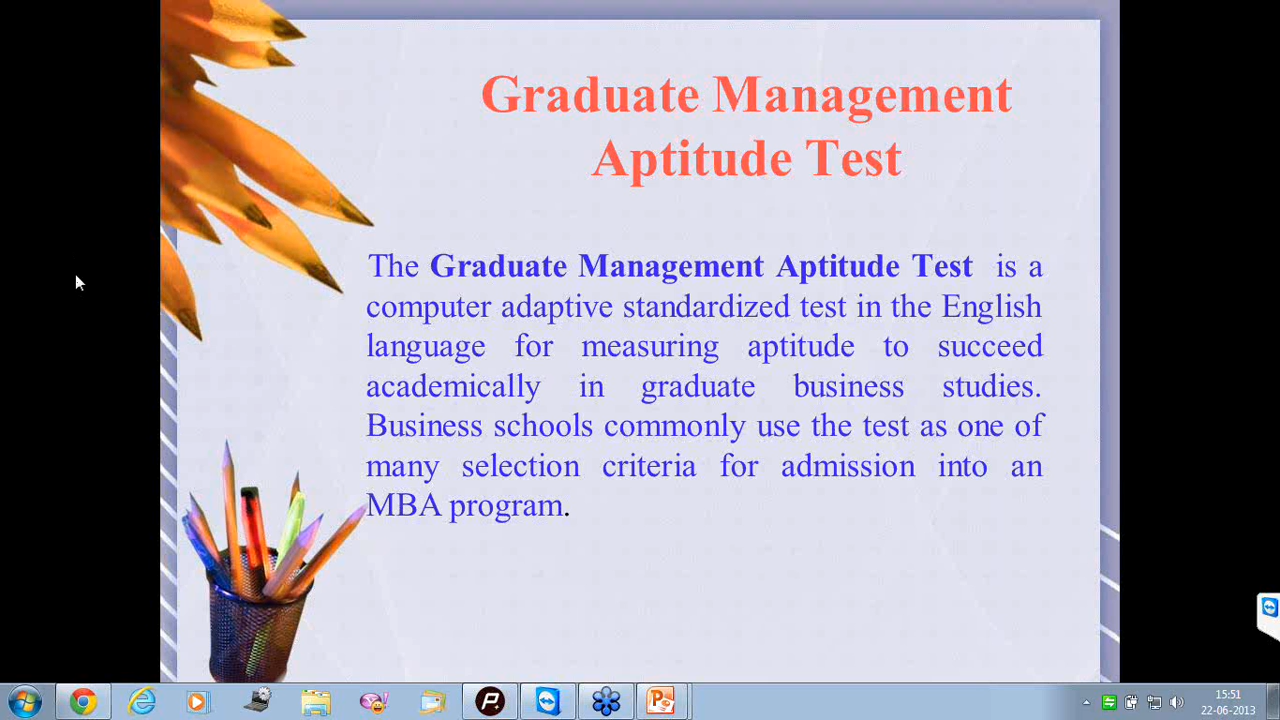 Graduate Management
Aptitude Test
The Graduate Management Aptitude Test is a
computer adaptive standardized test in the English
language for measuring aptitude to succeed
academically in graduate business studies.
Business schools commonly use the test as one of
many selection criteria for admission into an
MBA program.
15:51
22-06-2013